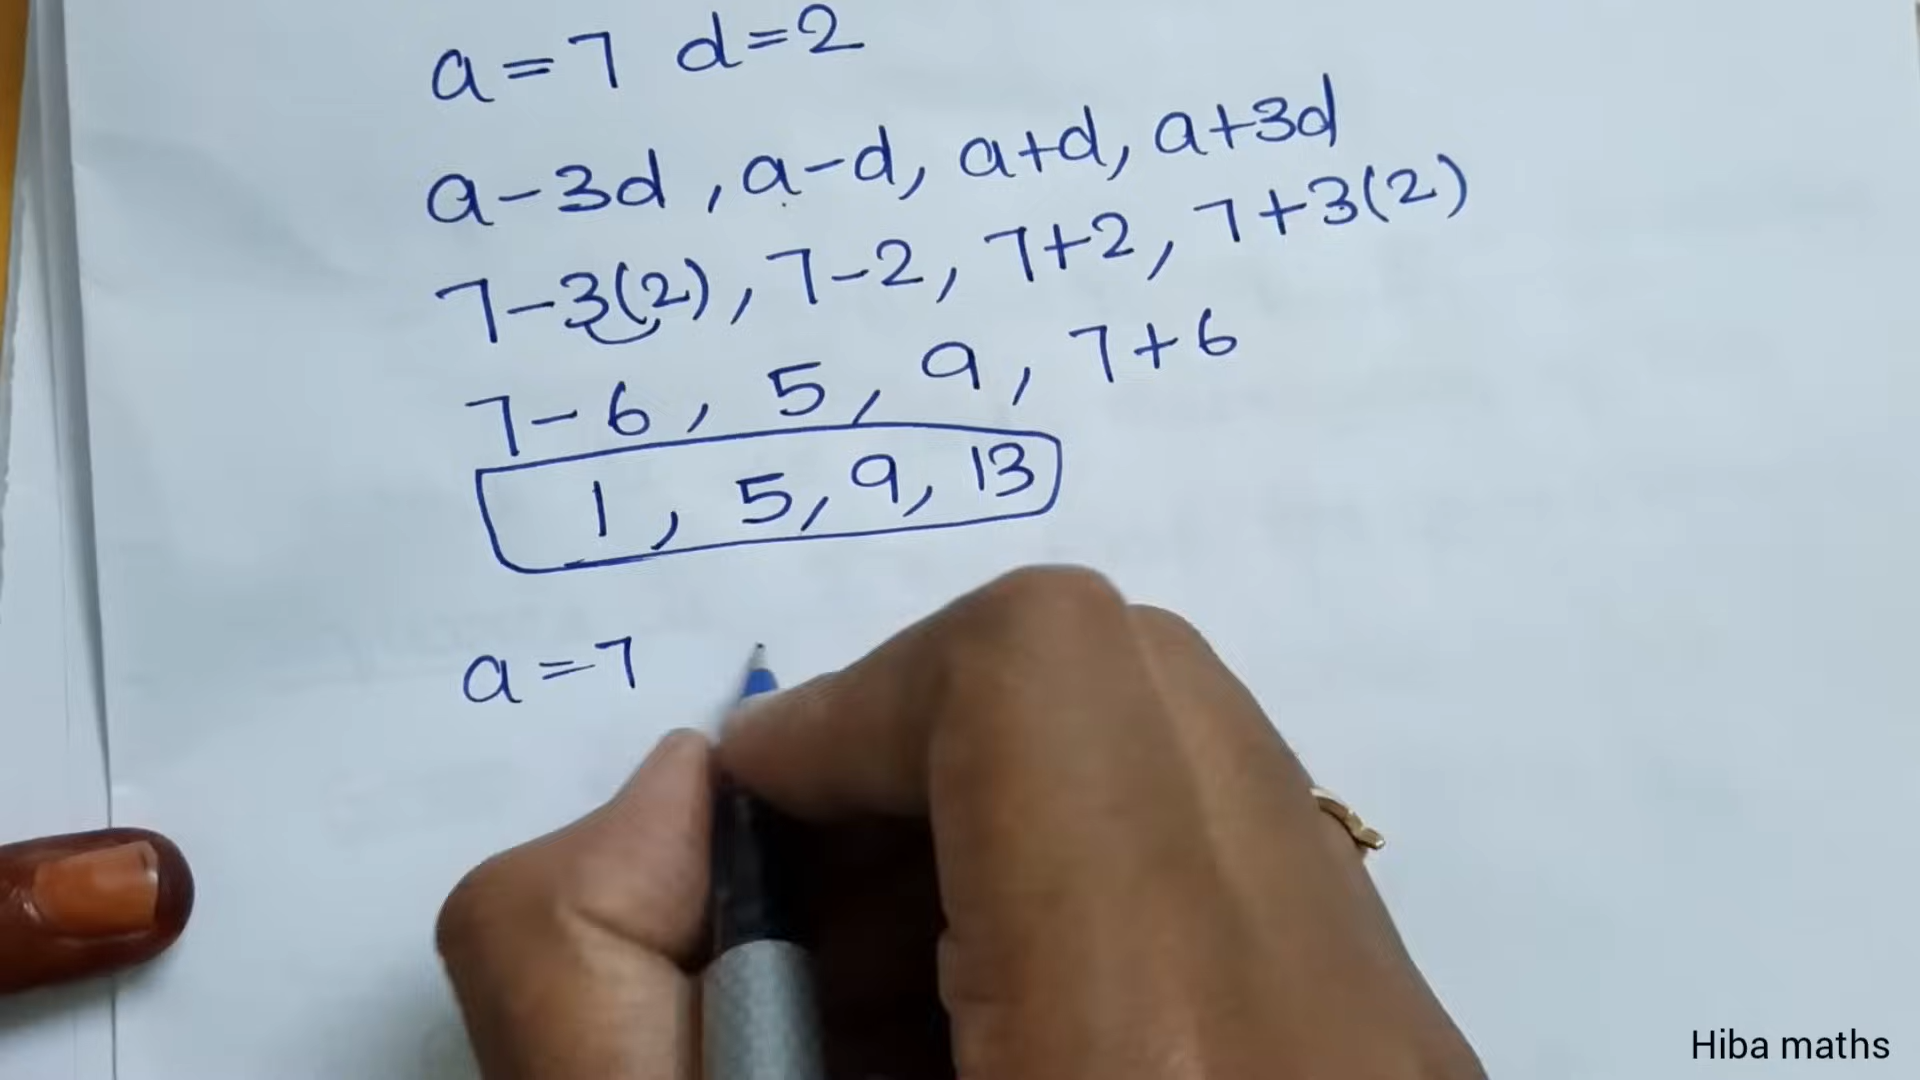 a=7 d=2
a-3d, a-d, a+d, a+3d
7-3(2), 7-2, 7+2, 7+3(2)
7-6, 5, 9, 7+6
1, 5, 9, 13
a=7
Hiba maths